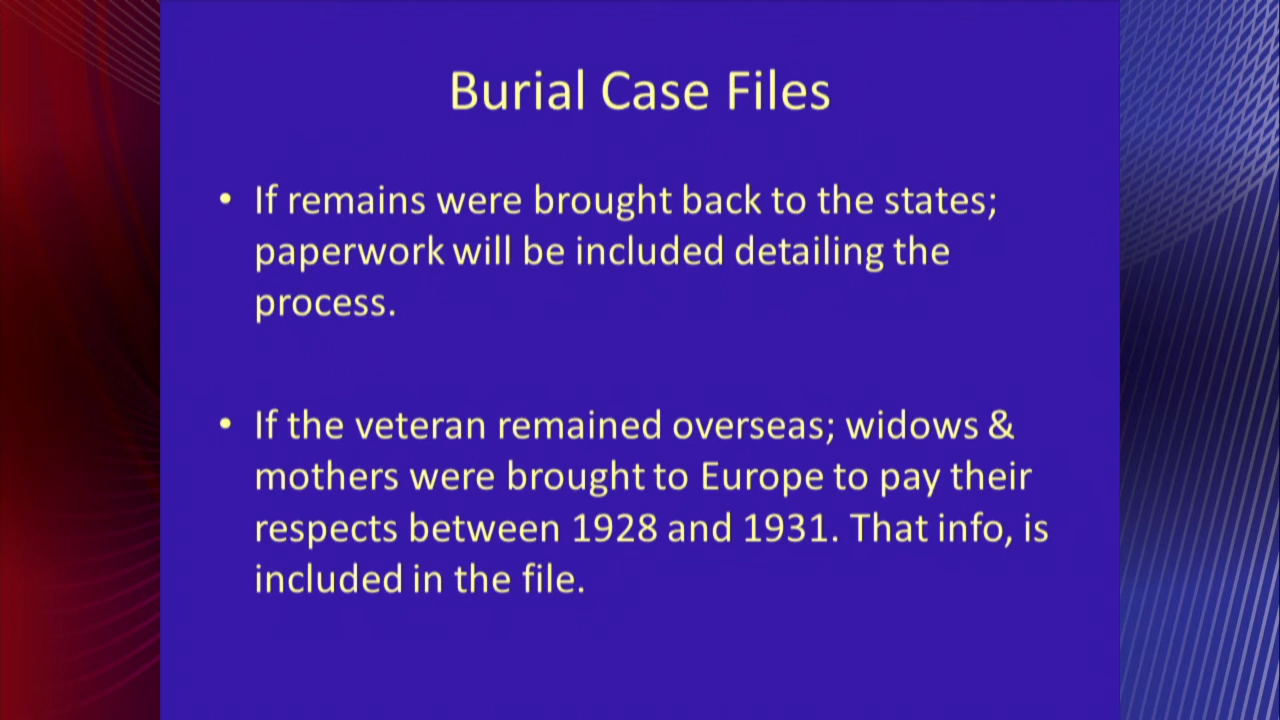 Burial Case Files
• If remains were brought back to the states;
paperwork will be included detailing the
process.
• If the veteran remained overseas; widows &
mothers were brought to Europe to pay their
respects between 1928 and 1931. That info, is
included in the file.